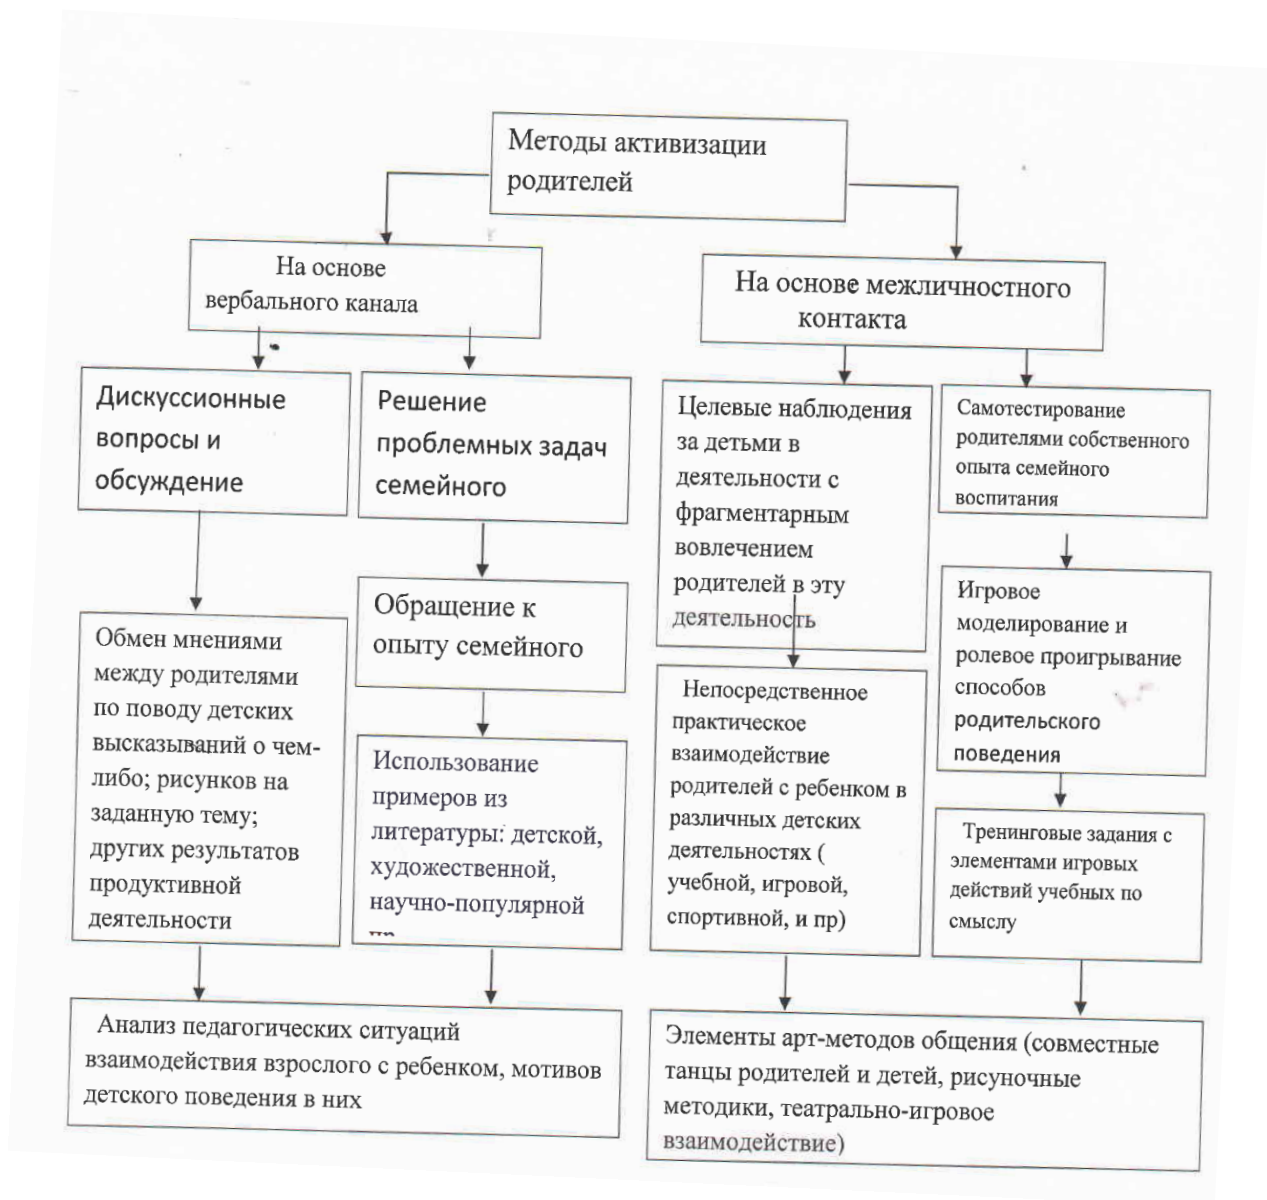 Методы активизации
родителей
На основе
вербального канала
На основе межличностного
контакта
Дискуссионные
вопросы и
обсуждение
Решение
проблемных задач
семейного
Целевые наблюдения
за детьми в
деятельности с
фрагментарным
вовлечением
родителей в эту
деятельность
Самотестирование
родителями собственного
опыта семейного
воспитания
Обмен мнениями
между родителями
по поводу детских
высказываний о чем-
либо; рисунков на
заданную тему;
других результатов
продуктивной
деятельности
Обращение к
опыту семейного
Использование
примеров из
литературы: детской,
художественной,
научно-популярной
Непосредственное
практическое
взаимодействие
родителей с ребенком в
различных детских
деятельностях (
учебной, игровой,
спортивной, и пр)
Игровое
моделирование и
ролевое проигрывание
способов
родительского
поведения
Тренинговые задания с
элементами игровых
действий учебных по
смыслу
Анализ педагогических ситуаций
взаимодействия взрослого с ребенком, мотивов
детского поведения в них
Элементы арт-методов общения (совместные
танцы родителей и детей, рисуночные
методики, театрально-игровое
взаимодействие)